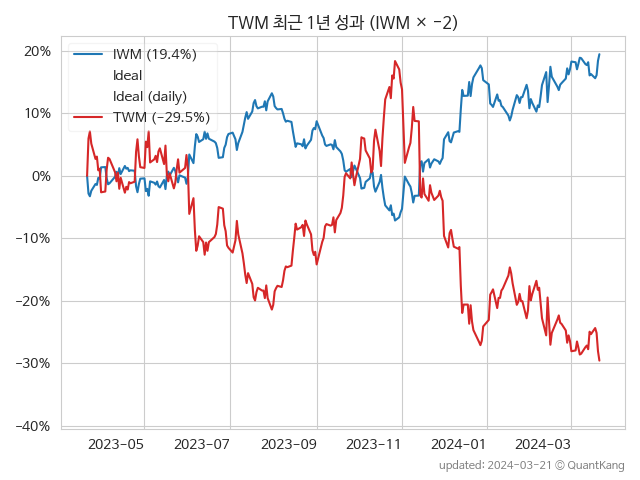 TWM 최근 1년 성과 (IWM × −2)
IWM (19.4%)
Ideal
Ideal (daily)
TWM (−29.5%)
20%
10%
0%
−10%
−20%
−30%
−40%
2023-05 2023-07 2023-09 2023-11 2024-01 2024-03
updated: 2024-03-21 © QuantKang